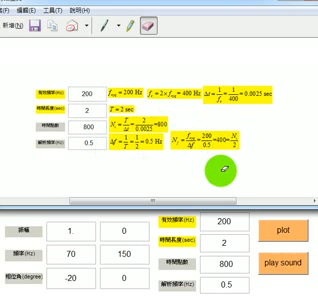 編輯(E) 工具(T) 說明(H)
新增(N)
有效頻率(Hz) 200 f_eq = 200 Hz f_s = 2×f_eq = 400 Hz Δt = 1/f_s = 1/400 = 0.0025 sec
時間長度(sec) 2 T = 2 sec
時間點數 800 N_t = T/Δt = 2/0.0025 = 800
解析頻率(Hz) 0.5 Δf = 1/T = 1/2 = 0.5 Hz N_f = f_eq/Δf = 200/0.5 = 400 = N_t/2
振幅 1. 0
頻率(Hz) 70 150
相位角(degree) -20 0
有效頻率(Hz) 200
時間長度(sec) 2
時間點數 800
解析頻率(Hz) 0.5
plot
play sound